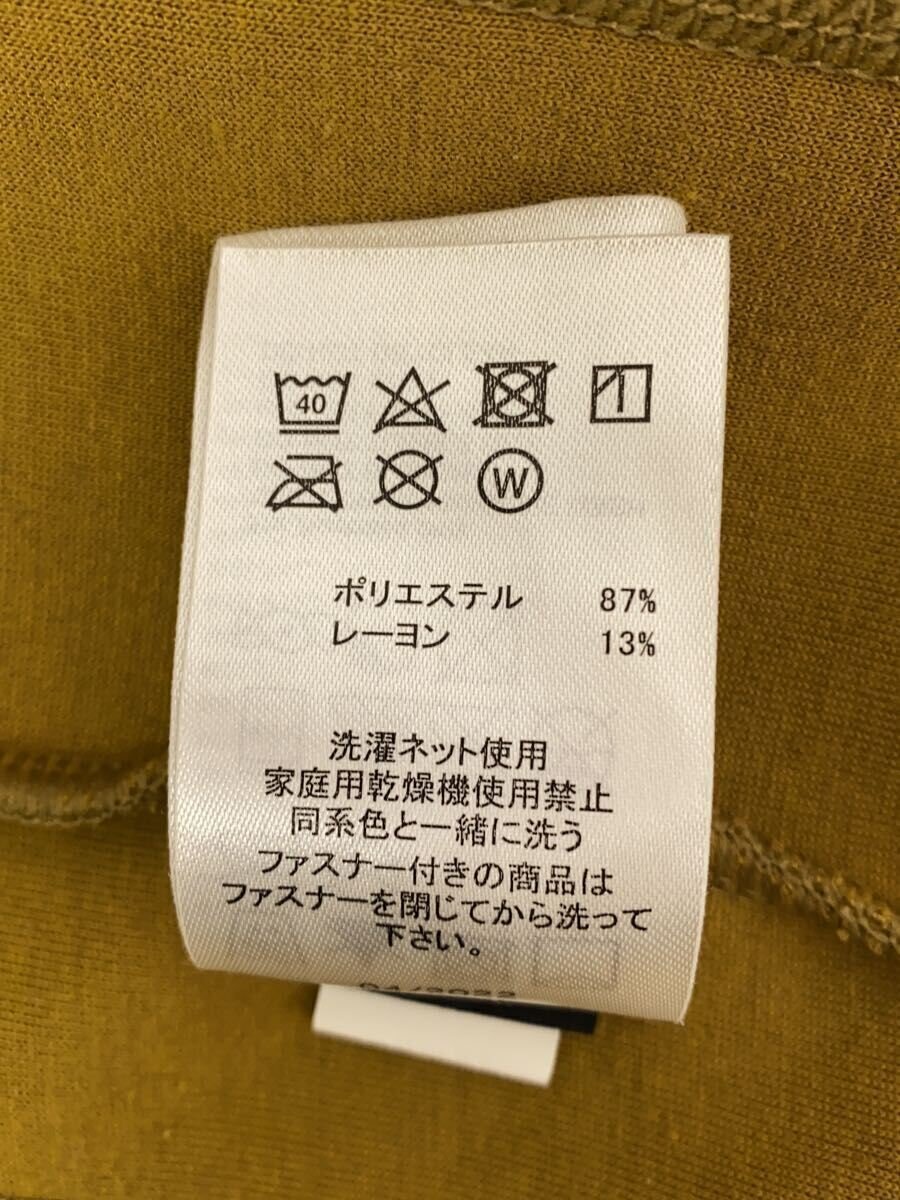 40
W
ポリエステル 87%
レーヨン 13%
洗濯ネット使用
家庭用乾燥機使用禁止
同系色と一緒に洗う
ファスナー付きの商品は
ファスナーを閉じてから洗って
下さい。
04/2022